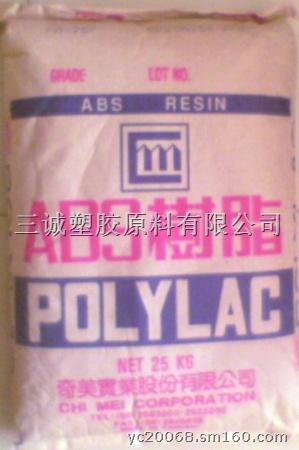 GRADE LOT NO.
ABS RESIN
三诚塑胶原料有限公司
ABS樹脂
POLYLAC
NET 25 KG
奇美實業股份有限公司
CHI MEI CORPORATION
yc20068.sm160.com